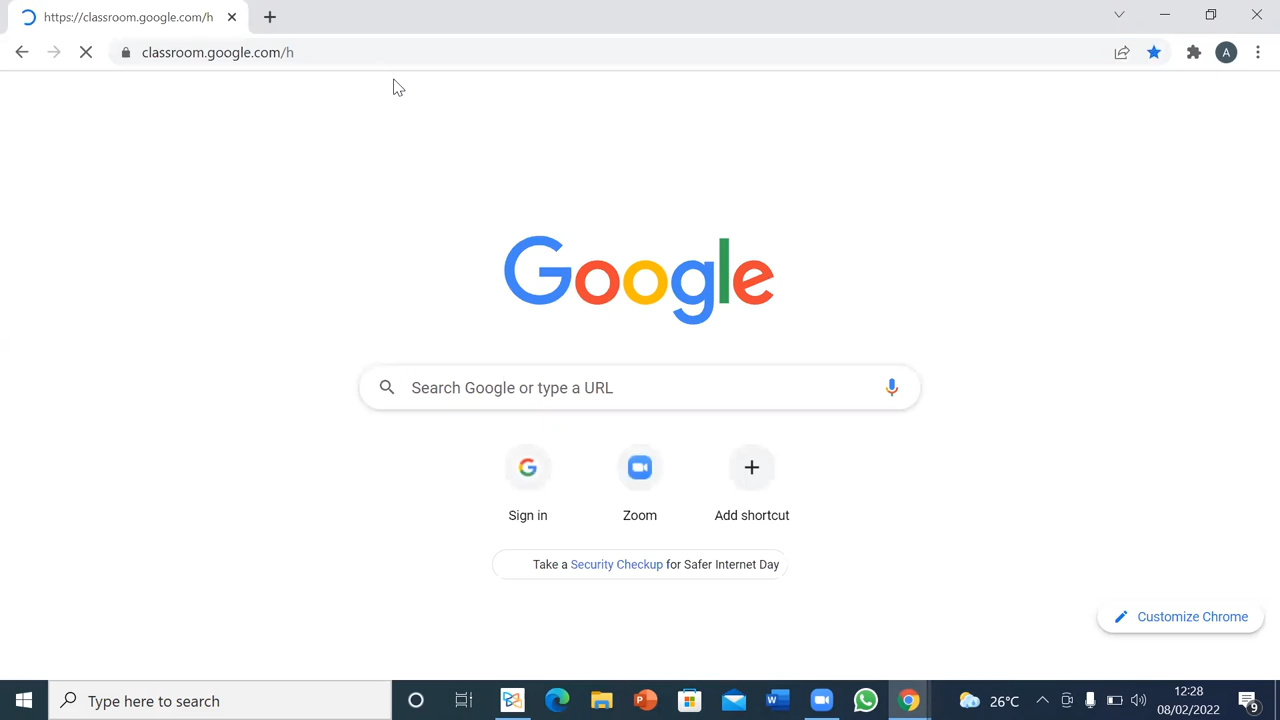 https://classroom.google.com/h
classroom.google.com/h
A
Google
Search Google or type a URL
G
Sign in
Zoom
Add shortcut
Take a Security Checkup for Safer Internet Day
Customize Chrome
Type here to search
26°C
12:28
08/02/2022
9